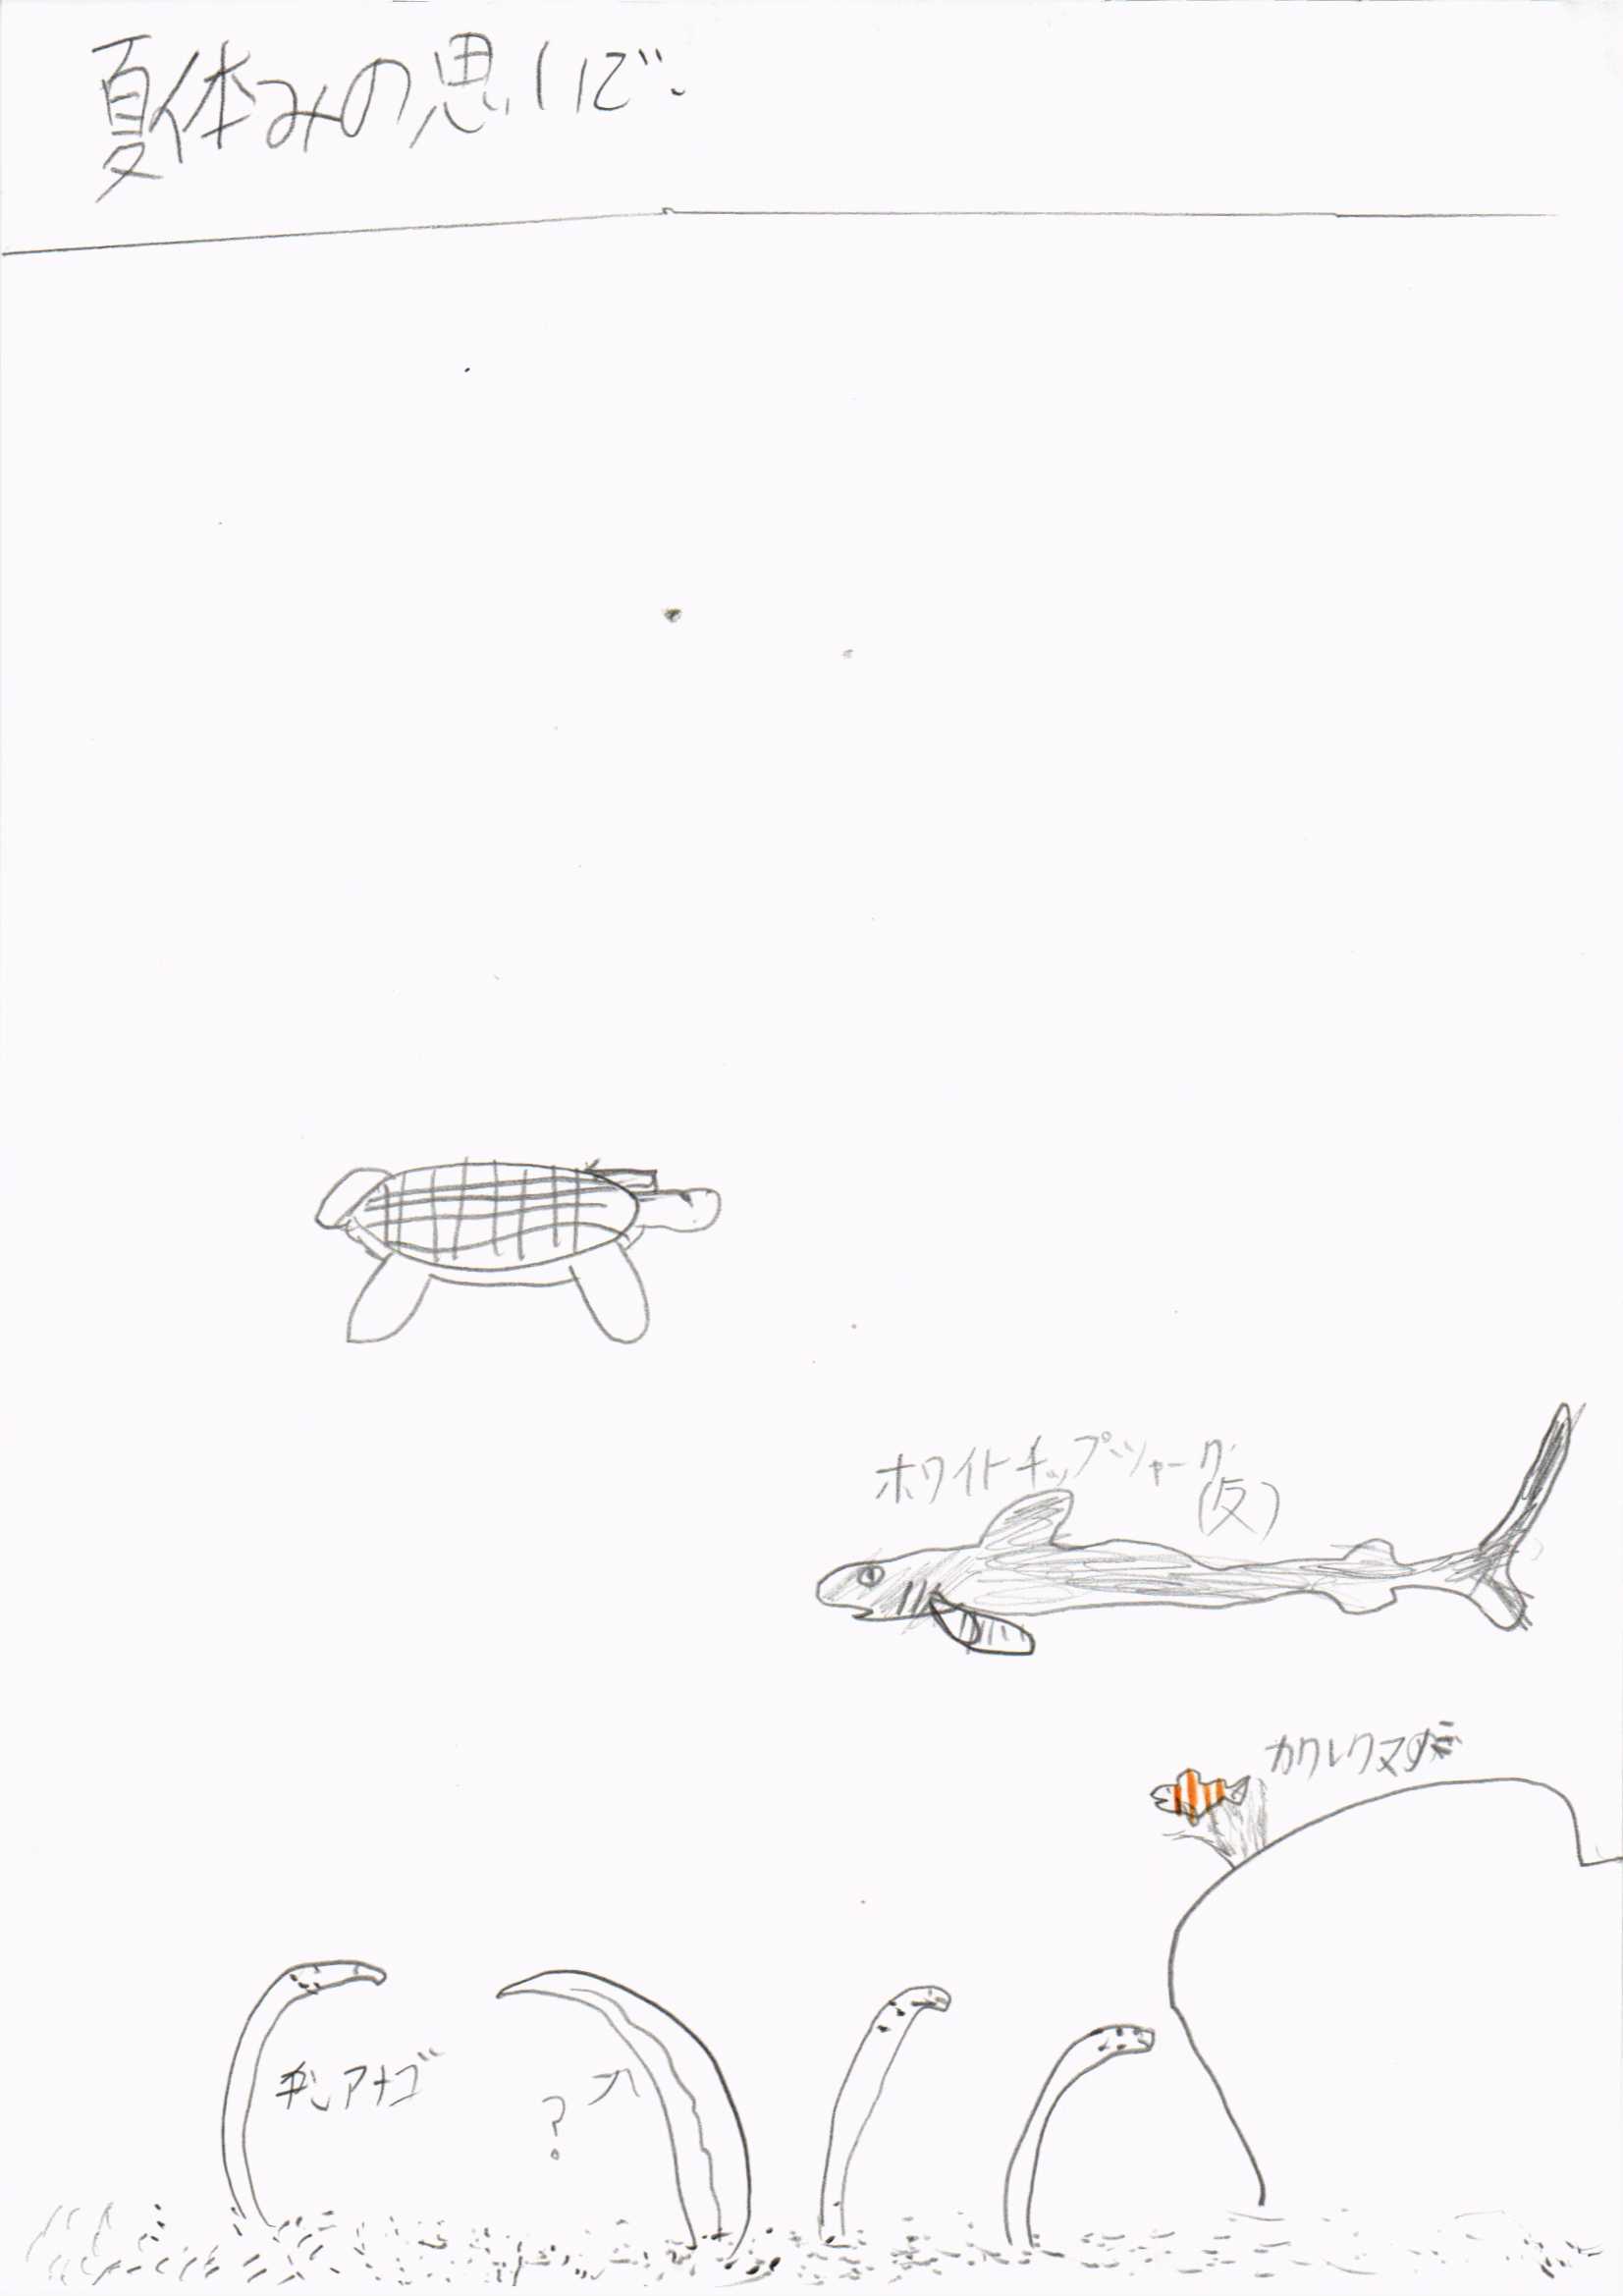 夏休みの思いで
ホワイトチップシャーク
(仮)
カクレクマノミ
チンアナゴ
?